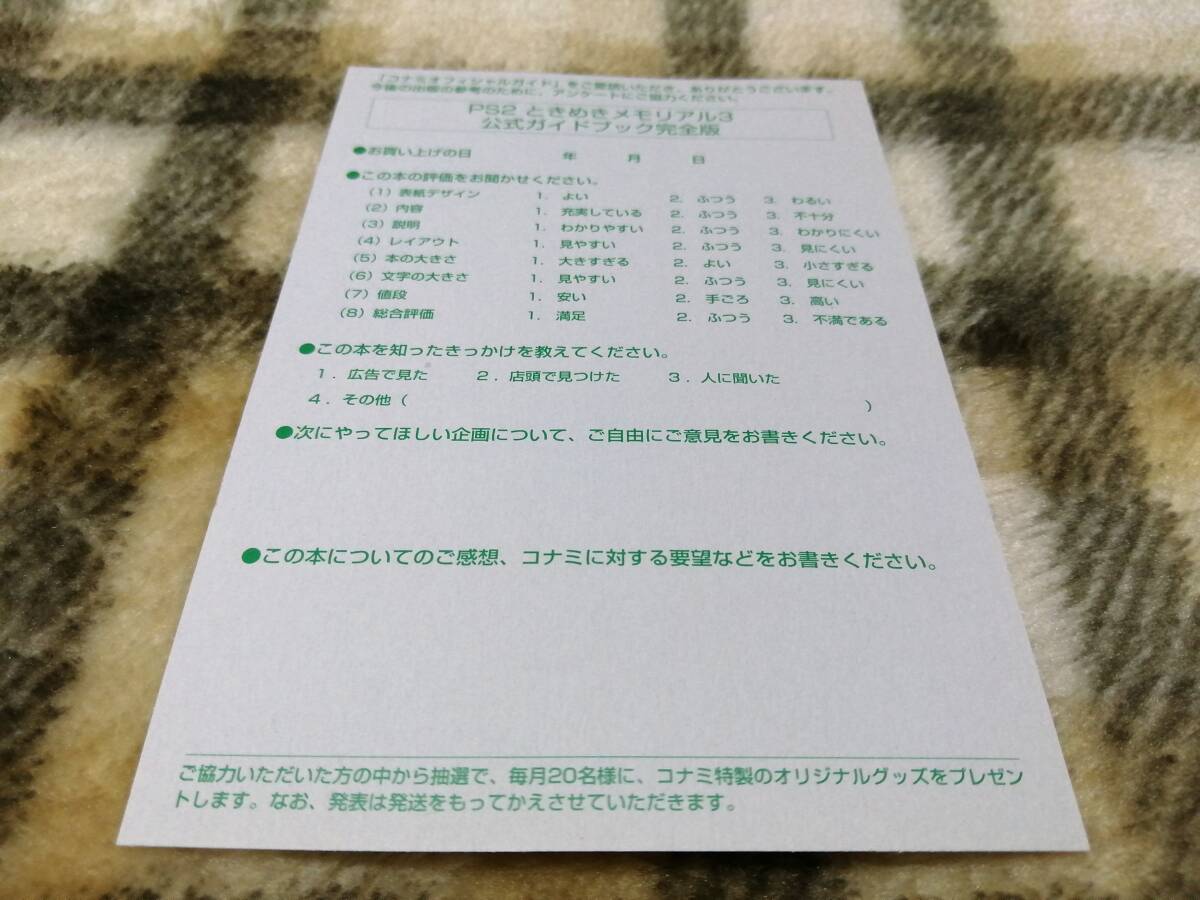 「コナミオフィシャルガイド」をご愛読いただき、ありがとうございます。
今後の出版の参考のために、アンケートにご協力ください。
PS2 ときめきメモリアル3
公式ガイドブック完全版
●お買い上げの日 年 月 日
●この本の評価をお聞かせください。
(1) 表紙デザイン 1. よい 2. ふつう 3. わるい
(2) 内容 1. 充実している 2. ふつう 3. 不十分
(3) 説明 1. わかりやすい 2. ふつう 3. わかりにくい
(4) レイアウト 1. 見やすい 2. ふつう 3. 見にくい
(5) 本の大きさ 1. 大きすぎる 2. よい 3. 小さすぎる
(6) 文字の大きさ 1. 見やすい 2. ふつう 3. 見にくい
(7) 値段 1. 安い 2. 手ごろ 3. 高い
(8) 総合評価 1. 満足 2. ふつう 3. 不満である
●この本を知ったきっかけを教えてください。
1. 広告で見た 2. 店頭で見つけた 3. 人に聞いた
4. その他( )
●次にやってほしい企画について、ご自由にご意見をお書きください。
●この本についてのご感想、コナミに対する要望などをお書きください。
ご協力いただいた方の中から抽選で、毎月20名様に、コナミ特製のオリジナルグッズをプレゼン
トします。なお、発表は発送をもってかえさせていただきます。